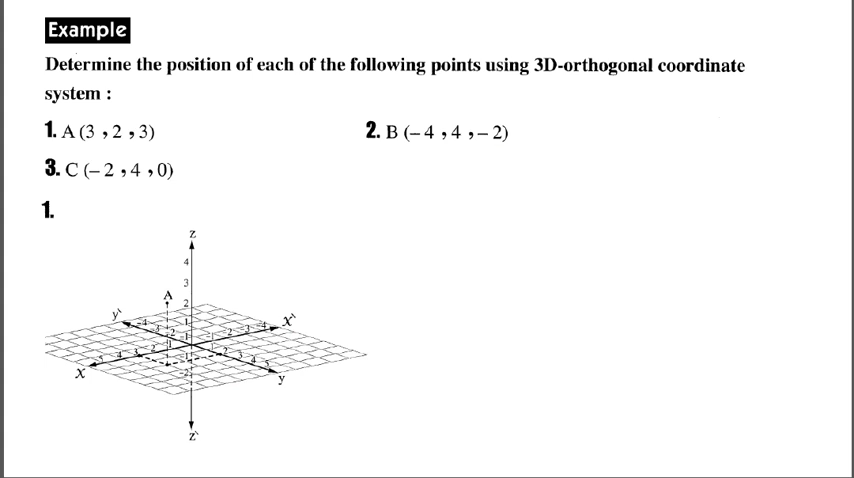 Example
Determine the position of each of the following points using 3D-orthogonal coordinate
system :
1. A (3 , 2 , 3)
2. B (– 4 , 4 , – 2)
3. C (– 2 , 4 , 0)
1.
z
4
3
A
2
y`
x`
x
y
z`